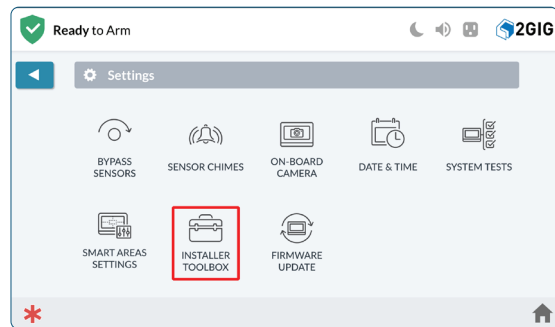 Ready to Arm
2GIG
Settings
BYPASS
SENSORS
SENSOR CHIMES
ON-BOARD
CAMERA
DATE & TIME
SYSTEM TESTS
SMART AREAS
SETTINGS
INSTALLER
TOOLBOX
FIRMWARE
UPDATE